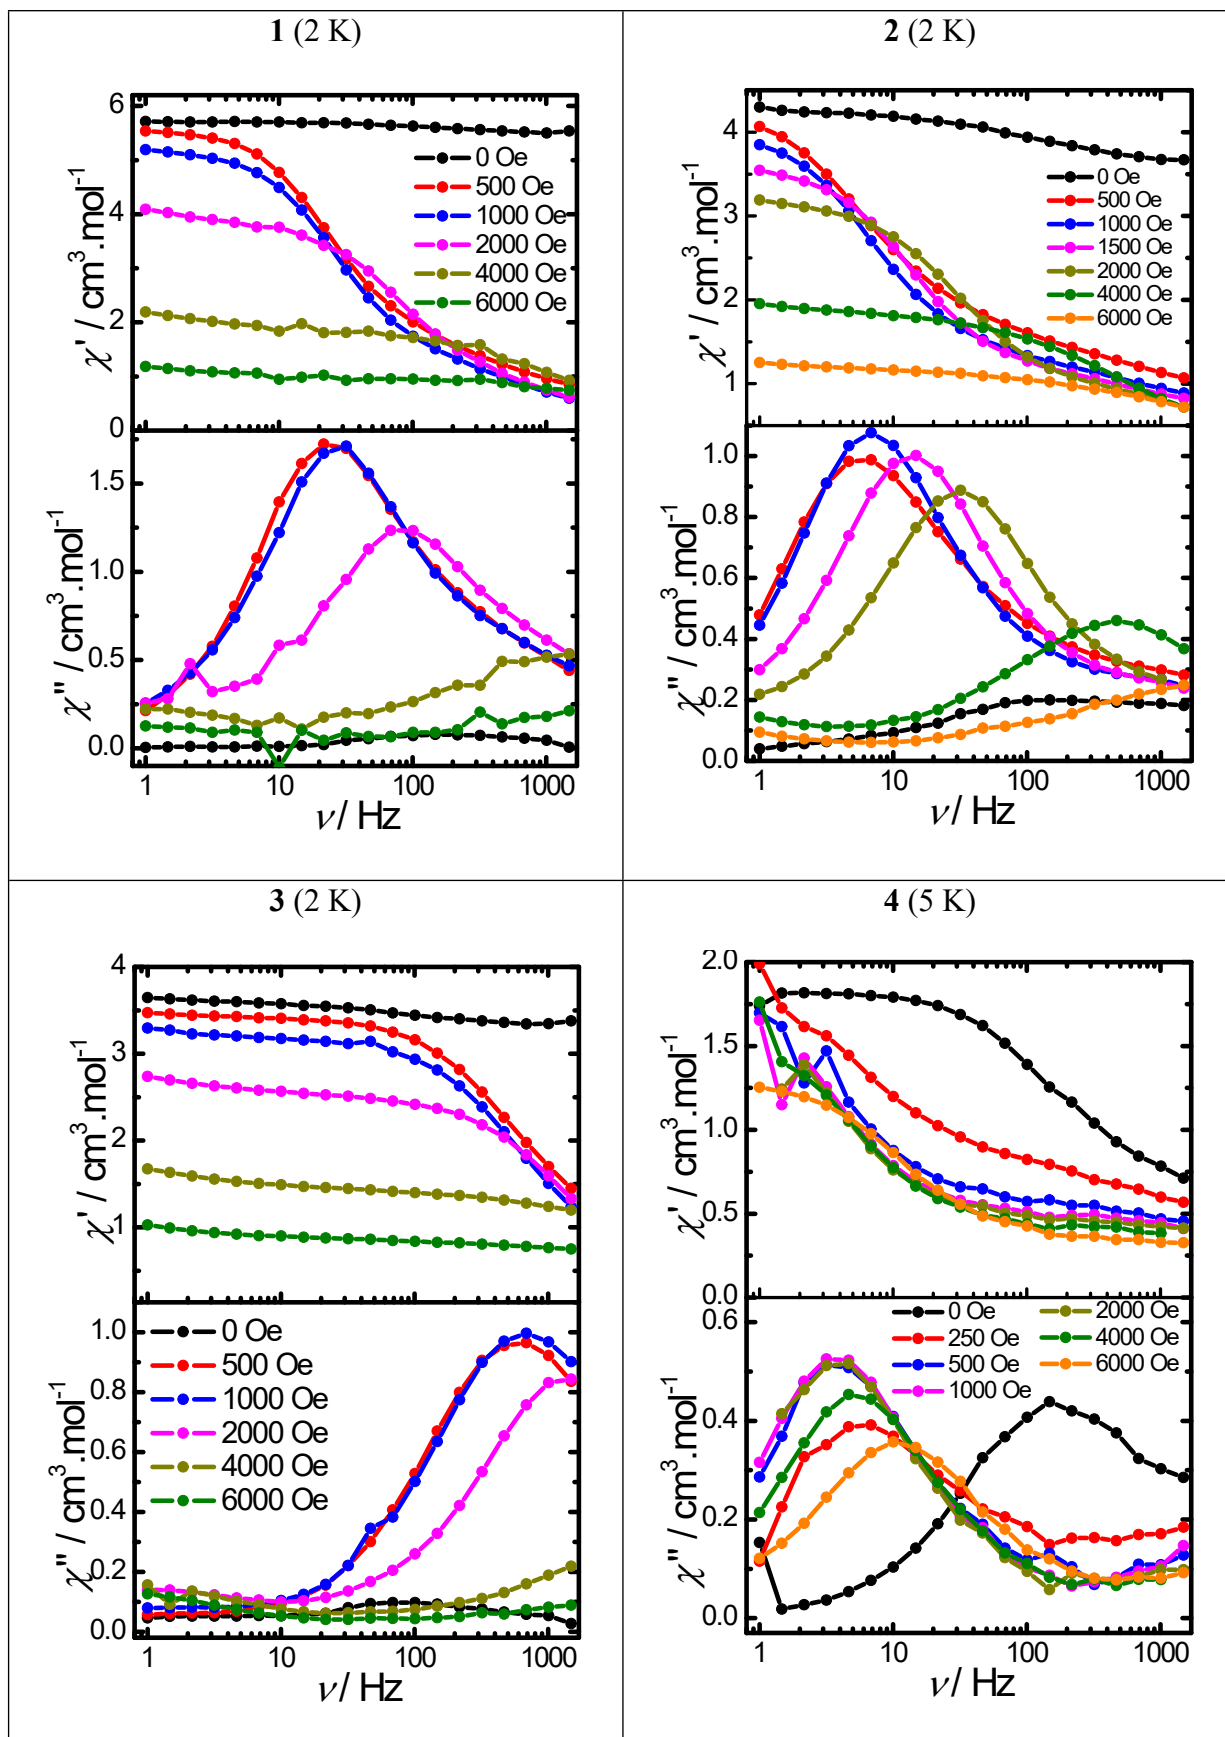 1 (2 K)
6
4
2
0
χ' / cm³.mol⁻¹
0 Oe
500 Oe
1000 Oe
2000 Oe
4000 Oe
6000 Oe
1.5
1.0
0.5
0.0
χ'' / cm³.mol⁻¹
1 10 100 1000
ν / Hz
2 (2 K)
4
3
2
1
χ' / cm³.mol⁻¹
0 Oe
500 Oe
1000 Oe
1500 Oe
2000 Oe
4000 Oe
6000 Oe
1.0
0.8
0.6
0.4
0.2
0.0
χ'' / cm³.mol⁻¹
1 10 100 1000
ν / Hz
3 (2 K)
4
3
2
1
χ' / cm³.mol⁻¹
1.0
0.8
0.6
0.4
0.2
0.0
χ'' / cm³.mol⁻¹
0 Oe
500 Oe
1000 Oe
2000 Oe
4000 Oe
6000 Oe
1 10 100 1000
ν / Hz
4 (5 K)
2.0
1.5
1.0
0.5
0.0
χ' / cm³.mol⁻¹
0.6
0.4
0.2
0.0
χ'' / cm³.mol⁻¹
0 Oe
250 Oe
500 Oe
1000 Oe
2000 Oe
4000 Oe
6000 Oe
1 10 100 1000
ν / Hz